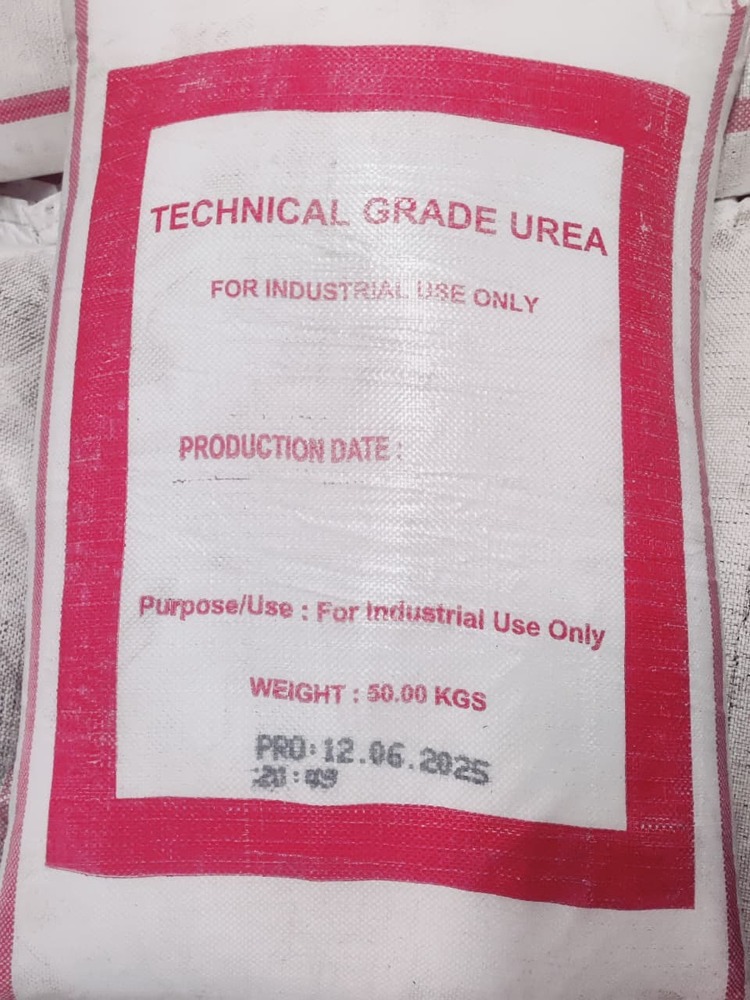 TECHNICAL GRADE UREA
FOR INDUSTRIAL USE ONLY
PRODUCTION DATE :
Purpose/Use : For Industrial Use Only
WEIGHT : 50.00 KGS
PRO:12.06.2025
:20:49